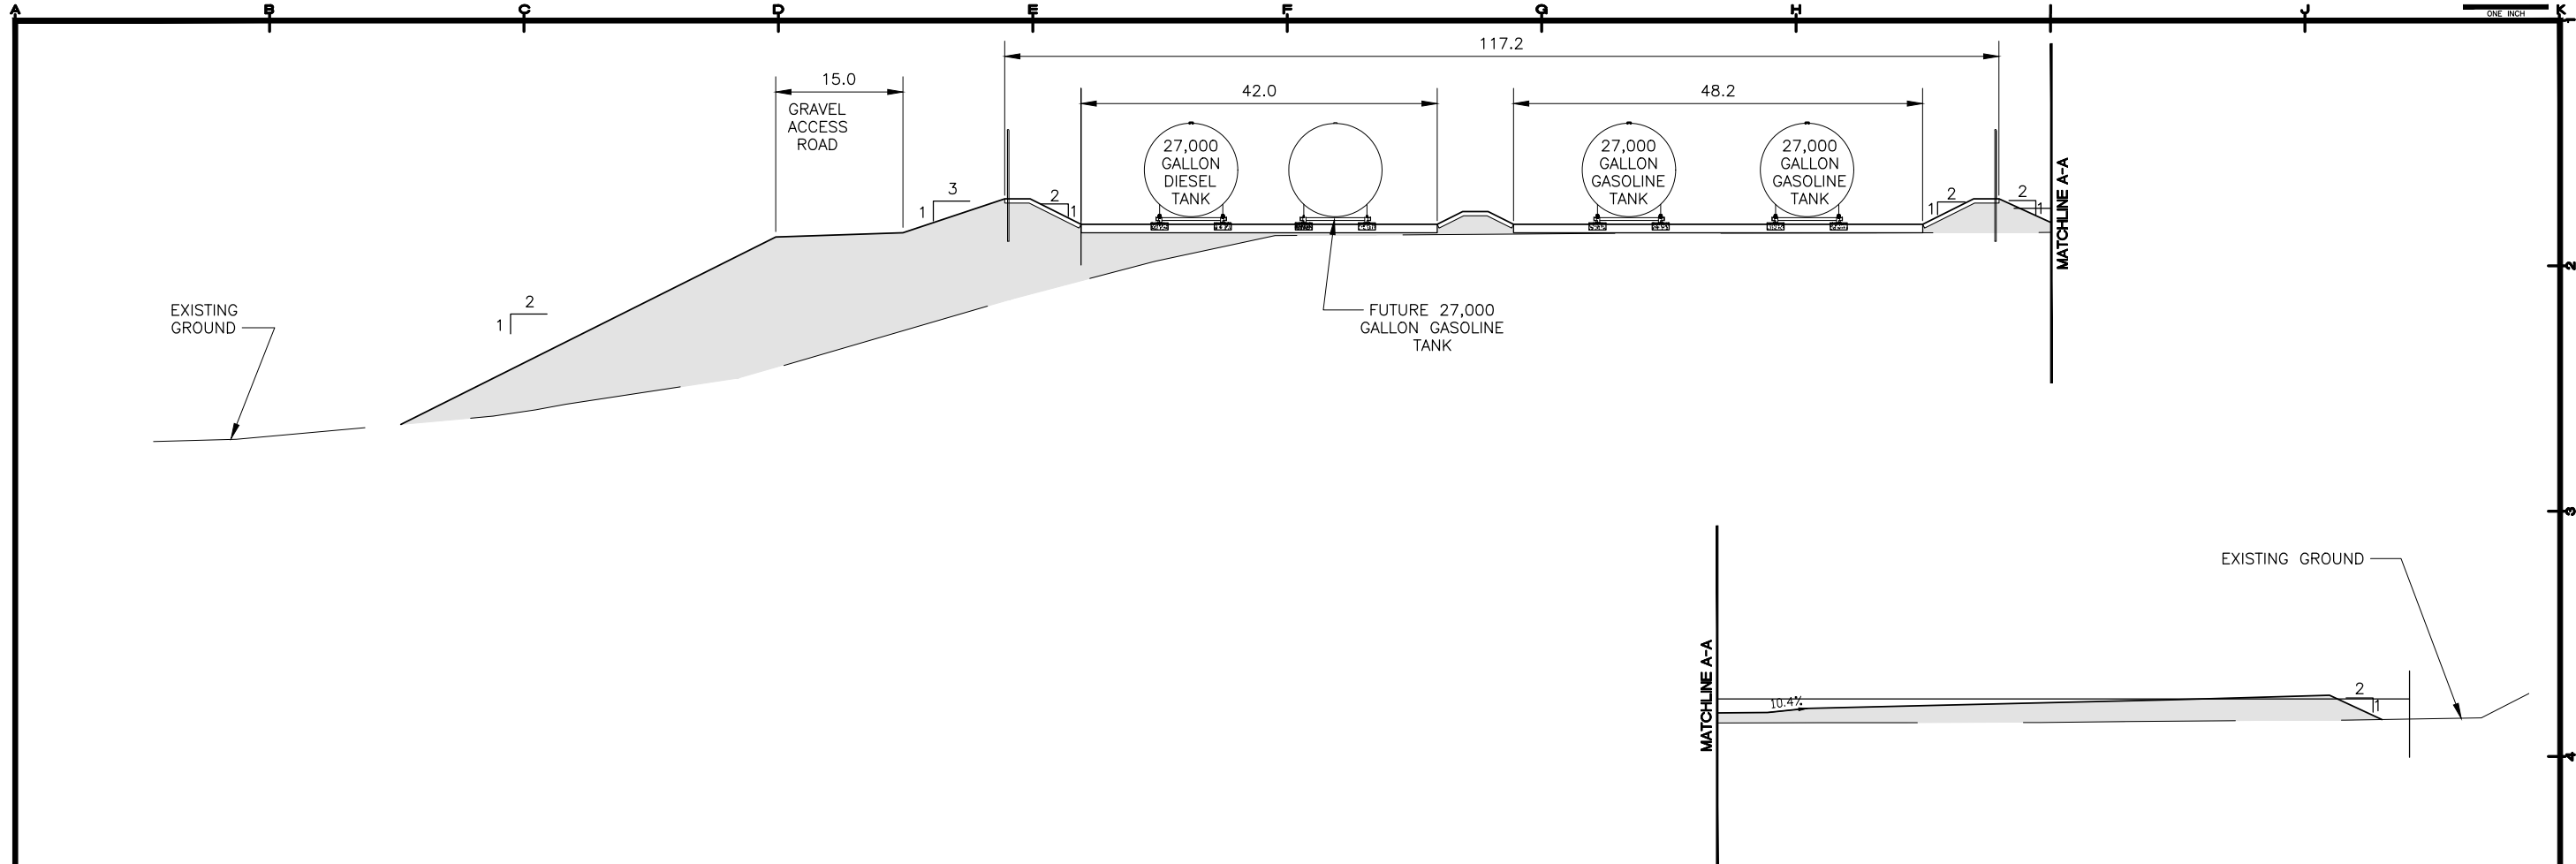 A B C D E F G H I J K
ONE INCH
1
117.2
15.0
42.0
48.2
GRAVEL
ACCESS
ROAD
27,000
GALLON
DIESEL
TANK
27,000
GALLON
GASOLINE
TANK
27,000
GALLON
GASOLINE
TANK
3
1
2
1
2
1
2
1
MATCHLINE A-A
2
2
1
EXISTING
GROUND
FUTURE 27,000
GALLON GASOLINE
TANK
3
EXISTING GROUND
MATCHLINE A-A
10.4%
2
1
4